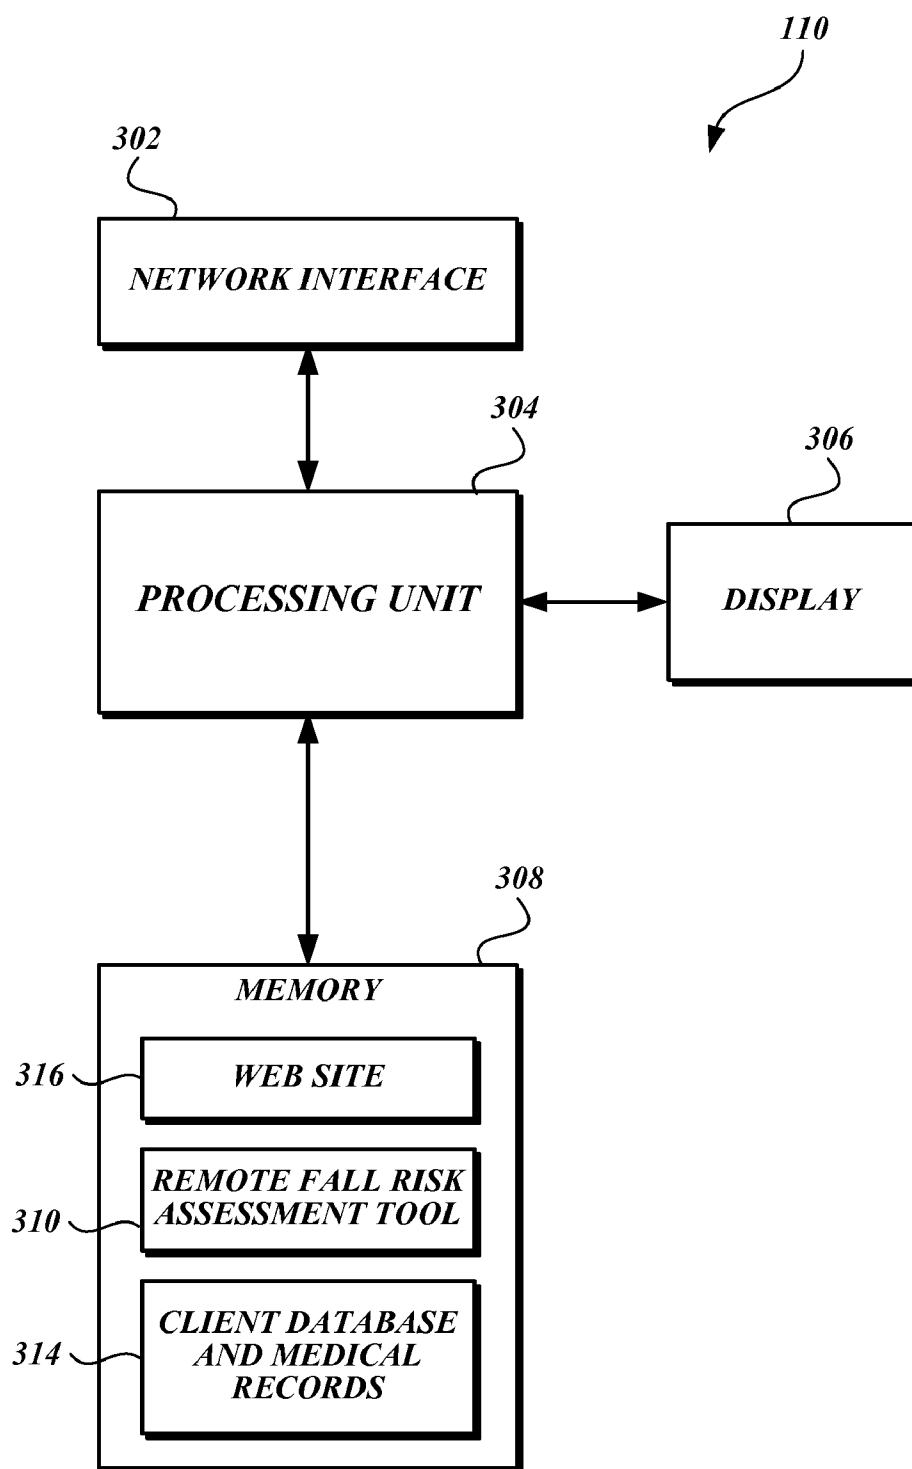 110
302
NETWORK INTERFACE
304
306
PROCESSING UNIT
DISPLAY
308
MEMORY
316
WEB SITE
REMOTE FALL RISK
ASSESSMENT TOOL
310
CLIENT DATABASE
AND MEDICAL
RECORDS
314